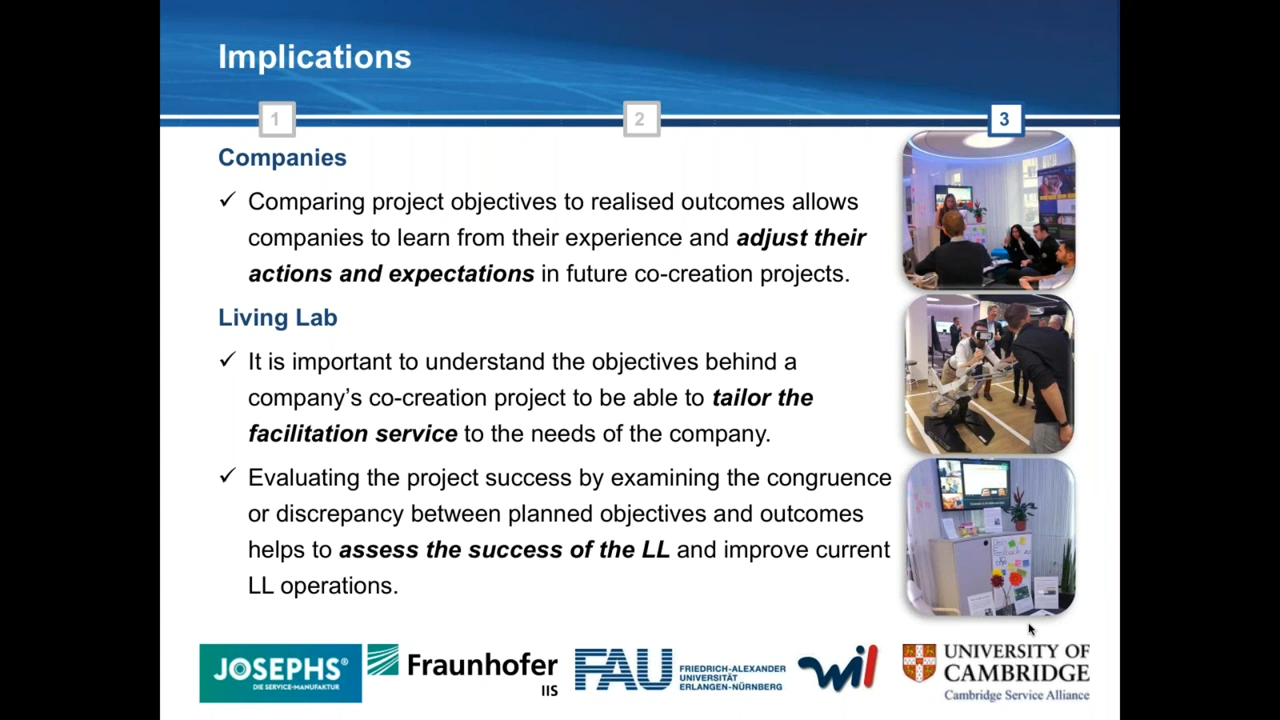 Implications
1
2
3
Companies
✓ Comparing project objectives to realised outcomes allows
companies to learn from their experience and adjust their
actions and expectations in future co-creation projects.
Living Lab
✓ It is important to understand the objectives behind a
company’s co-creation project to be able to tailor the
facilitation service to the needs of the company.
✓ Evaluating the project success by examining the congruence
or discrepancy between planned objectives and outcomes
helps to assess the success of the LL and improve current
LL operations.
JOSEPHS®
DIE SERVICE-MANUFAKTUR
Fraunhofer
IIS
FAU
FRIEDRICH-ALEXANDER
UNIVERSITÄT
ERLANGEN-NÜRNBERG
wi1
UNIVERSITY OF
CAMBRIDGE
Cambridge Service Alliance